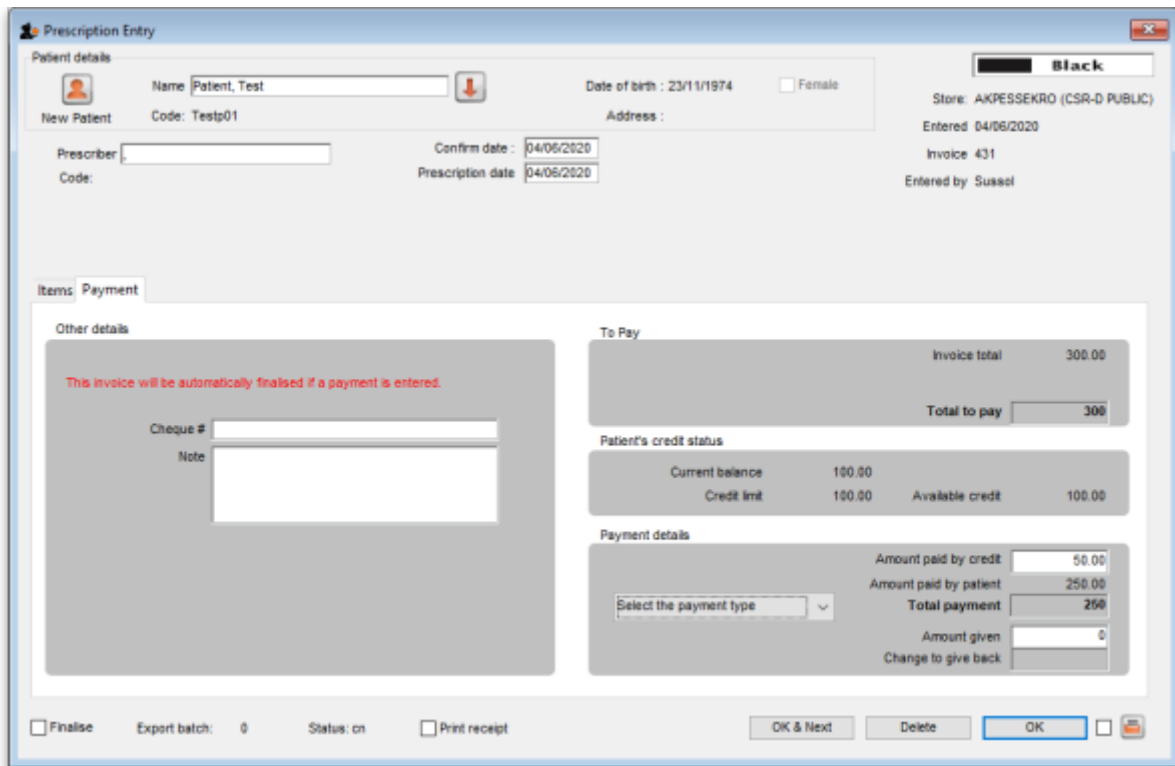 Prescription Entry
Patient details
New Patient
Name Patient, Test
Code: Testp01
Date of birth : 23/11/1974
Female
Address :
Black
Store: AKPESSEKRO (CSR-D PUBLIC)
Entered 04/06/2020
Invoice 431
Entered by Sussol
Prescriber ,
Code:
Confirm date : 04/06/2020
Prescription date 04/06/2020
Items Payment
Other details
This invoice will be automatically finalised if a payment is entered.
Cheque #
Note
To Pay
Invoice total 300.00
Total to pay 300
Patient's credit status
Current balance 100.00
Credit limit 100.00 Available credit 100.00
Payment details
Amount paid by credit 50.00
Amount paid by patient 250.00
Select the payment type
Total payment 250
Amount given 0
Change to give back
Finalise Export batch: 0 Status: cn Print receipt OK & Next Delete OK